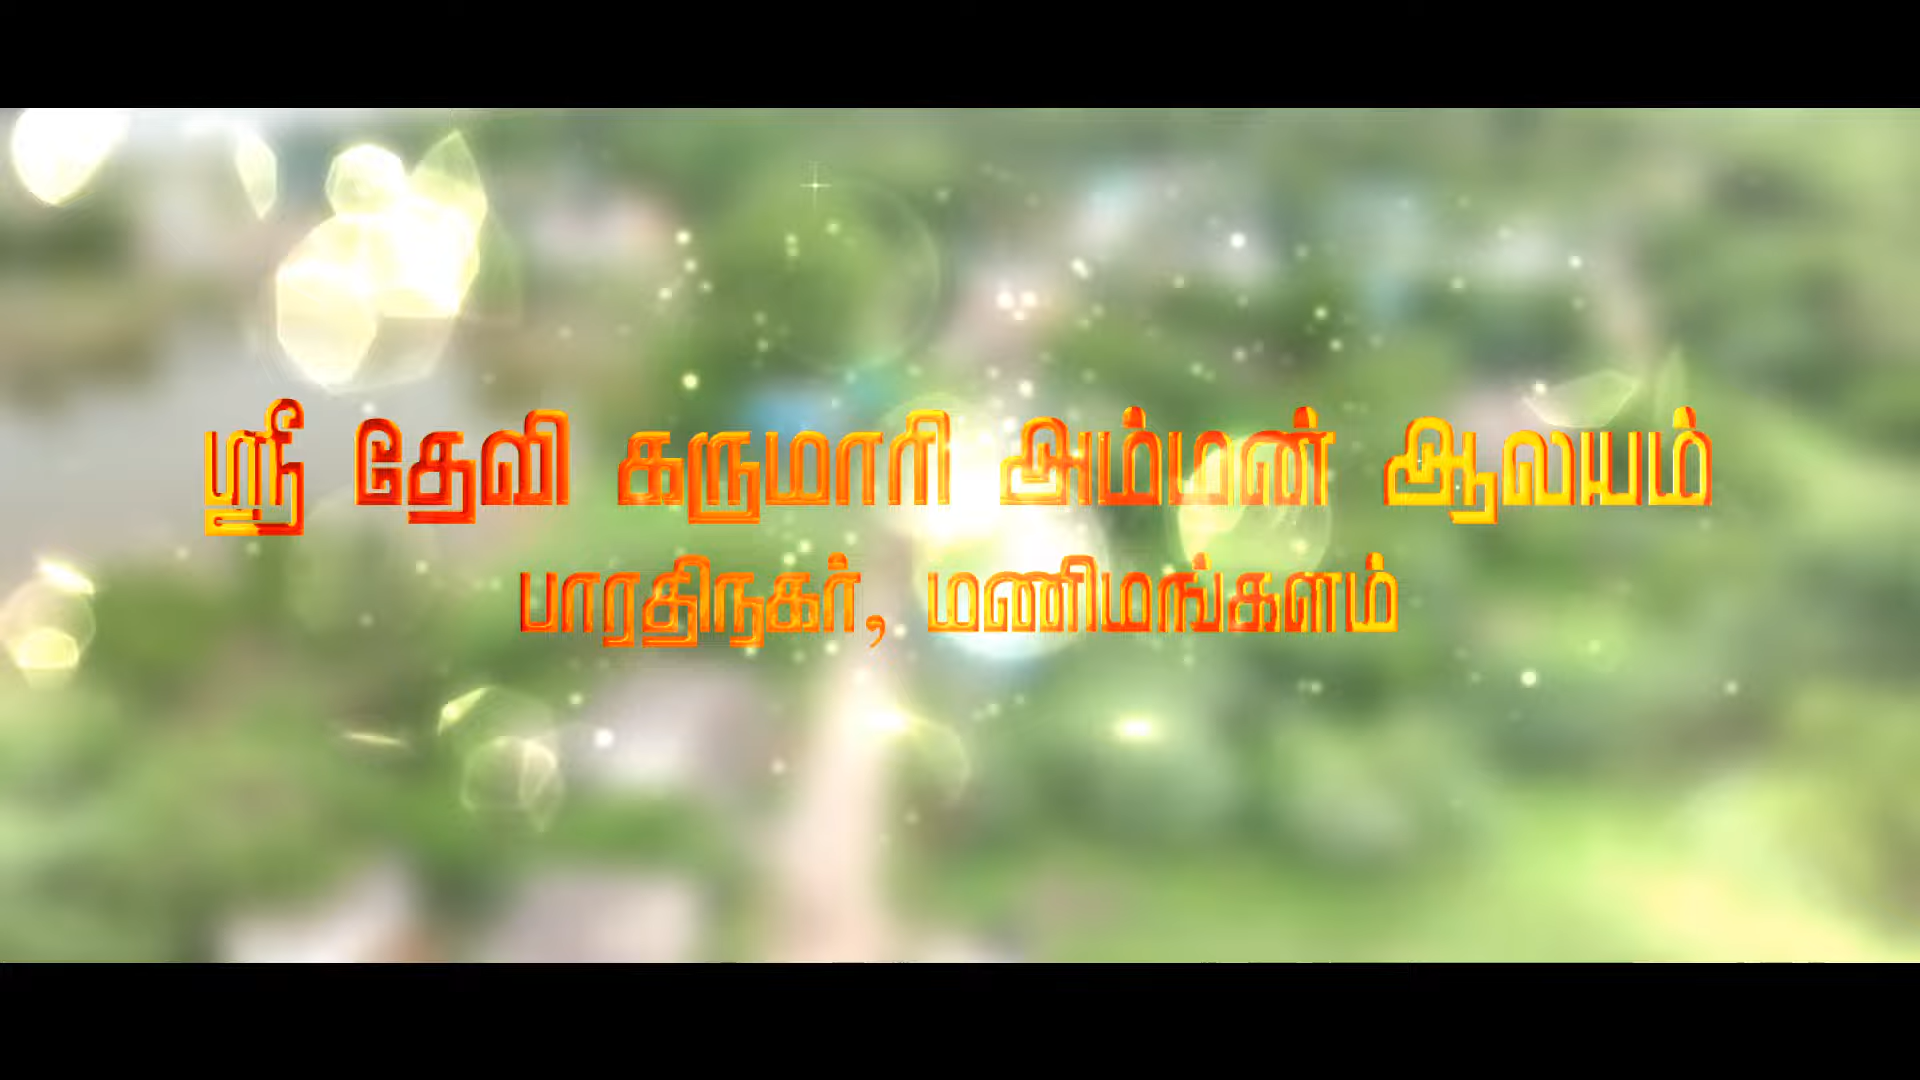 ஸ்ரீ தேவி கருமாரி அம்மன் ஆலயம்
பாரதிநகர், மணிமங்களம்